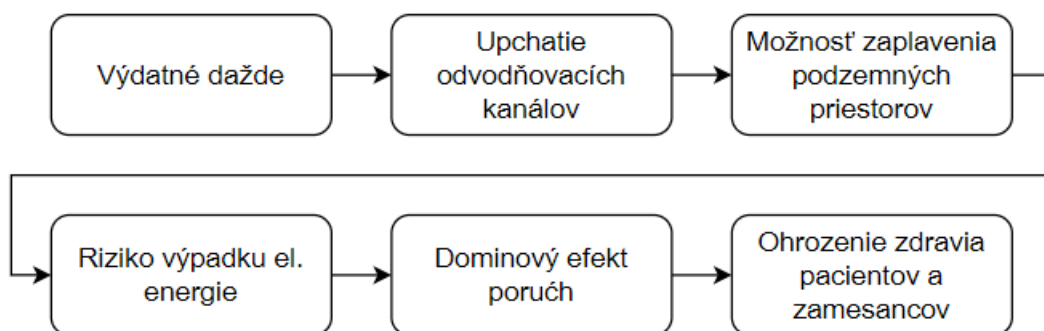 Výdatné dažde
Upchatie
odvodňovacích
kanálov
Možnosť zaplavenia
podzemných
priestorov
Riziko výpadku el.
energie
Dominový efekt
porućh
Ohrozenie zdravia
pacientov a
zamesancov